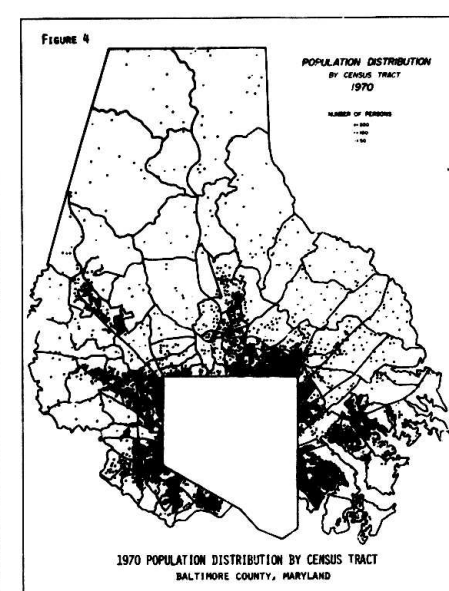 FIGURE 4
POPULATION DISTRIBUTION
BY CENSUS TRACT
1970
NUMBER OF PERSONS
1970 POPULATION DISTRIBUTION BY CENSUS TRACT
BALTIMORE COUNTY, MARYLAND